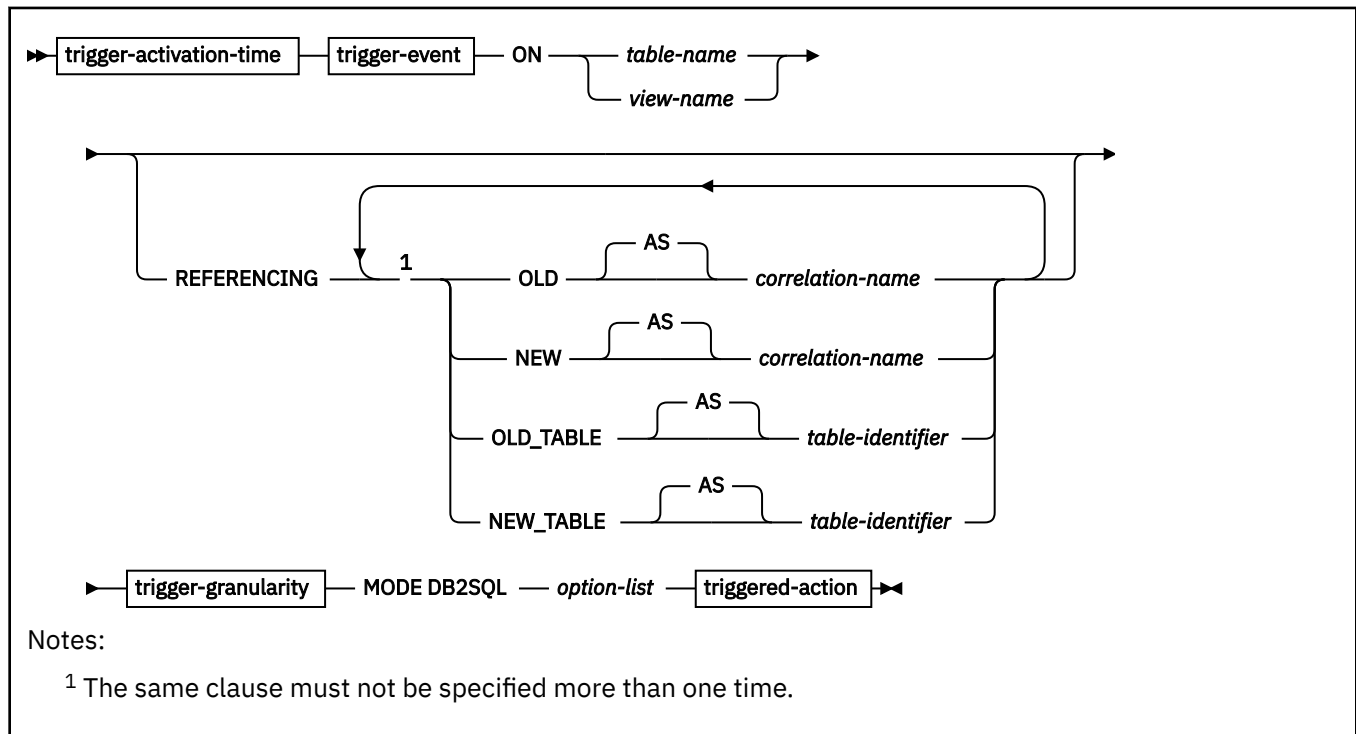 trigger-activation-time trigger-event ON table-name
view-name
AS
REFERENCING 1 OLD correlation-name
AS
NEW correlation-name
AS
OLD_TABLE table-identifier
AS
NEW_TABLE table-identifier
trigger-granularity MODE DB2SQL option-list triggered-action
Notes:
1 The same clause must not be specified more than one time.